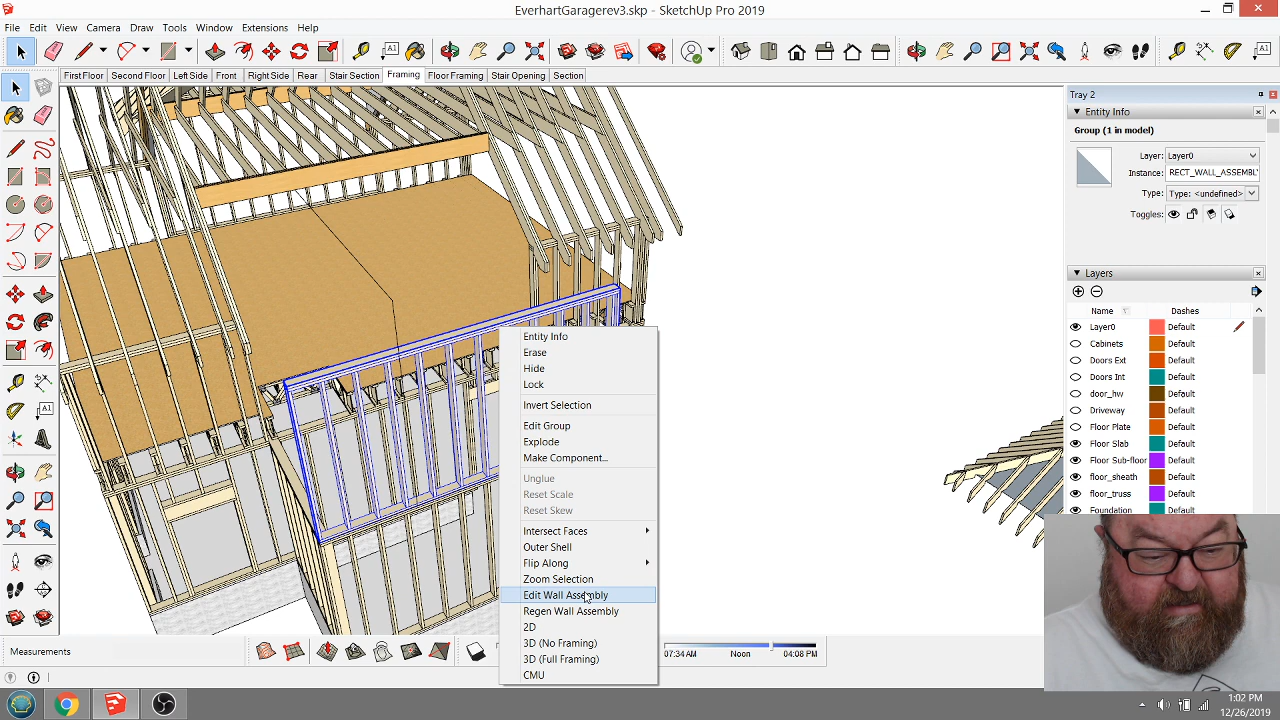 EverhartGaragerev3.skp - SketchUp Pro 2019
File Edit View Camera Draw Tools Window Extensions Help
First Floor Second Floor Left Side Front Right Side Rear Stair Section Framing Floor Framing Stair Opening Section
Tray 2
Entity Info
Group (1 in model)
Layer: Layer0
Instance: RECT_WALL_ASSEMBLY
Type: Type: <undefined>
Toggles:
Layers
Name Dashes
Layer0 Default
Cabinets Default
Doors Ext Default
Doors Int Default
door_hw Default
Driveway Default
Floor Plate Default
Floor Slab Default
Floor Sub-floor Default
floor_sheath Default
floor_truss Default
Foundation Default
Entity Info
Erase
Hide
Lock
Invert Selection
Edit Group
Explode
Make Component...
Unglue
Reset Scale
Reset Skew
Intersect Faces
Outer Shell
Flip Along
Zoom Selection
Edit Wall Assembly
Regen Wall Assembly
2D
3D (No Framing)
3D (Full Framing)
CMU
Measurements
07:34 AM Noon 04:08 PM
1:02 PM
12/26/2019